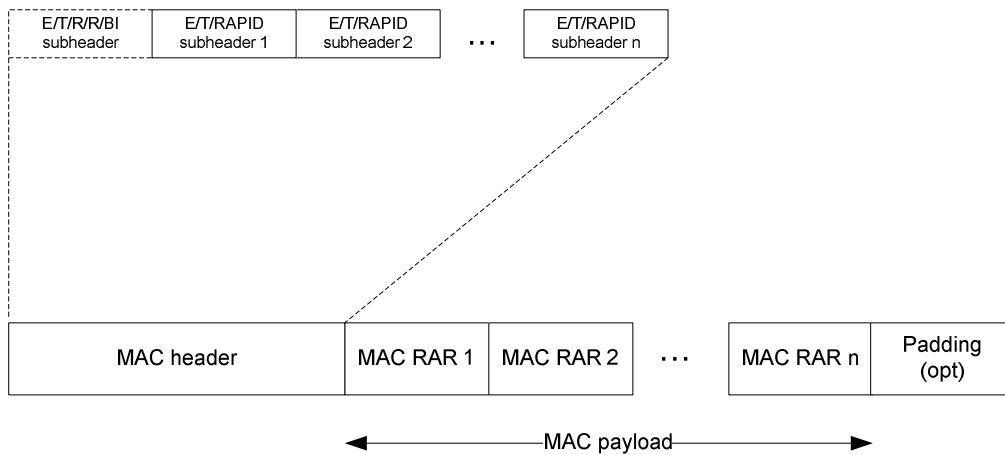 E/T/R/R/BI
subheader
E/T/RAPID
subheader 1
E/T/RAPID
subheader 2
...
E/T/RAPID
subheader n
MAC header
MAC RAR 1
MAC RAR 2
...
MAC RAR n
Padding
(opt)
MAC payload